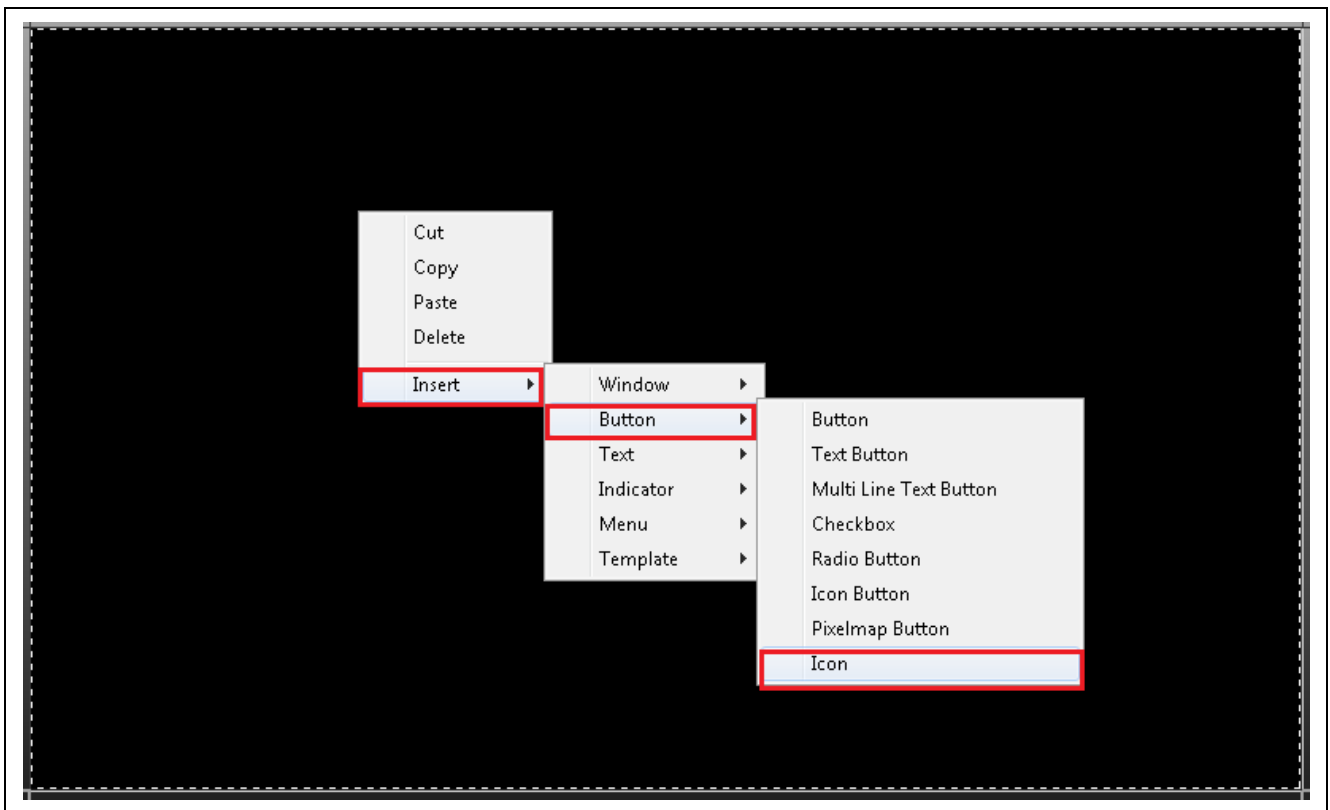 Cut
Copy
Paste
Delete
Insert
Window
Button
Text
Indicator
Menu
Template
Button
Text Button
Multi Line Text Button
Checkbox
Radio Button
Icon Button
Pixelmap Button
Icon